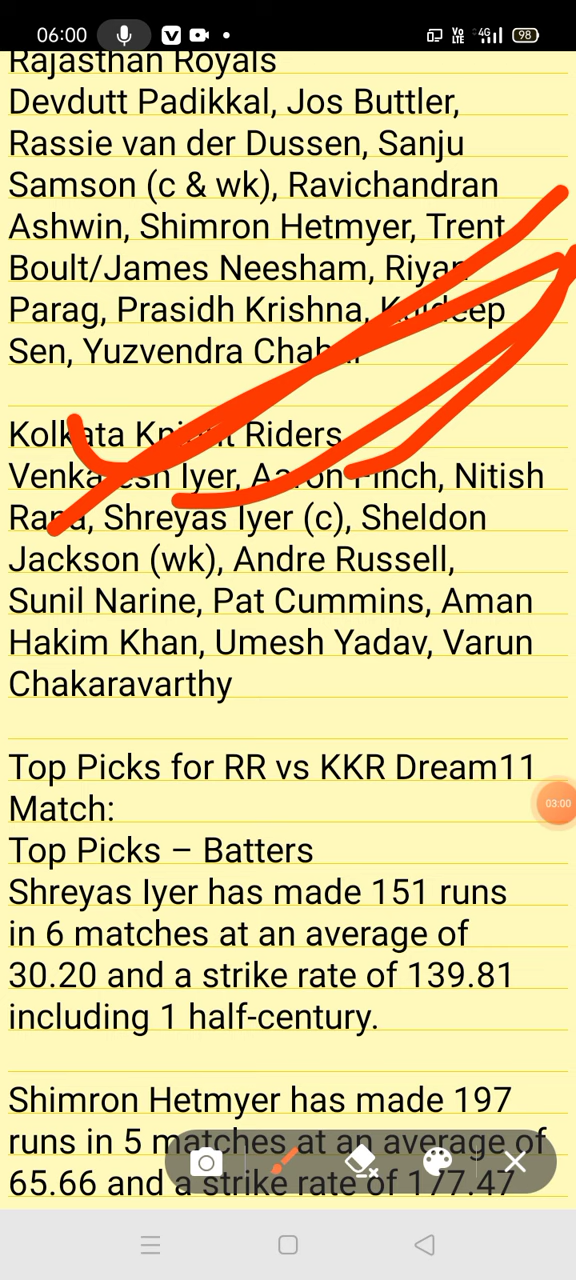 06:00
Vo LTE
4G
98
Rajasthan Royals
Devdutt Padikkal, Jos Buttler,
Rassie van der Dussen, Sanju
Samson (c & wk), Ravichandran
Ashwin, Shimron Hetmyer, Trent
Boult/James Neesham, Riyan
Parag, Prasidh Krishna, Kuldeep
Sen, Yuzvendra Chahal
Kolkata Knight Riders
Venkatesh Iyer, Aaron Finch, Nitish
Rana, Shreyas Iyer (c), Sheldon
Jackson (wk), Andre Russell,
Sunil Narine, Pat Cummins, Aman
Hakim Khan, Umesh Yadav, Varun
Chakaravarthy
Top Picks for RR vs KKR Dream11
Match:
03:00
Top Picks – Batters
Shreyas Iyer has made 151 runs
in 6 matches at an average of
30.20 and a strike rate of 139.81
including 1 half-century.
Shimron Hetmyer has made 197
runs in 5 matches at an average of
65.66 and a strike rate of 177.47